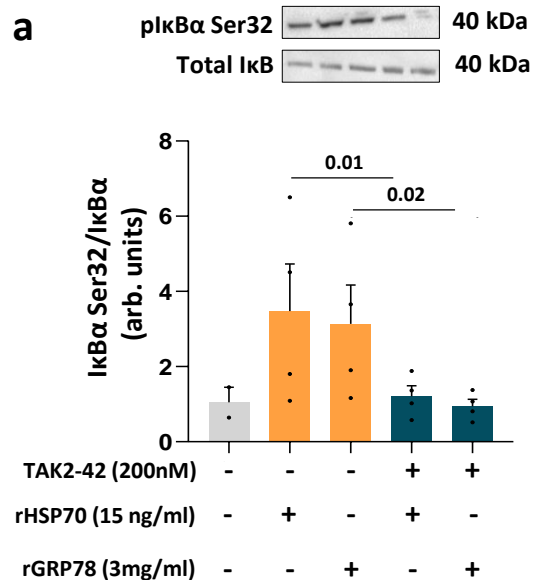 a
pIκBα Ser32 40 kDa
Total IκB 40 kDa
IκBα Ser32/IκBα
(arb. units)
8
6
4
2
0
0.01
0.02
TAK2-42 (200nM) - - - + +
rHSP70 (15 ng/ml) - + - + -
rGRP78 (3mg/ml) - - + - +